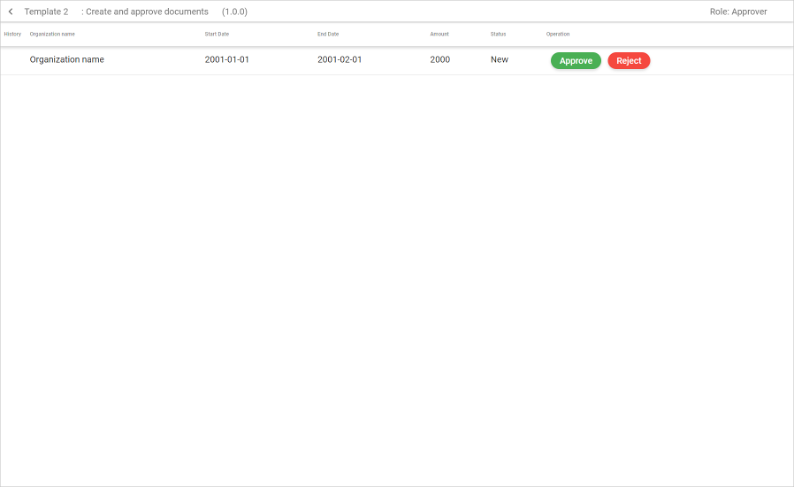 Template 2 : Create and approve documents (1.0.0) Role: Approver
History Organization name Start Date End Date Amount Status Operation
Organization name 2001-01-01 2001-02-01 2000 New Approve Reject